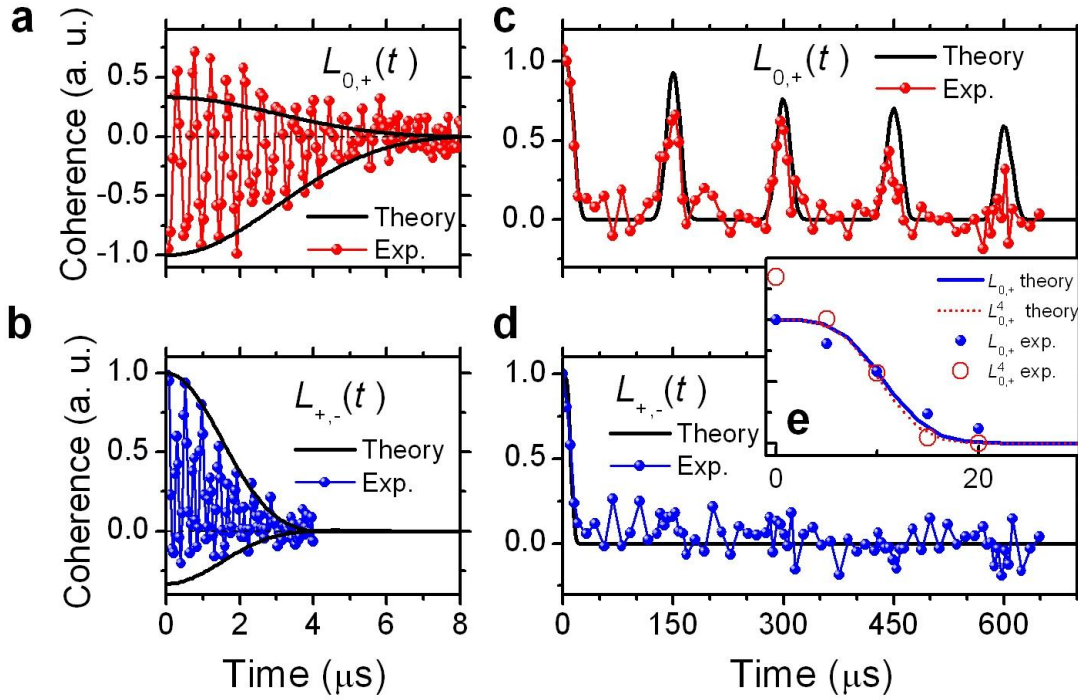 a
Coherence (a. u.)
0.5
0.0
-0.5
-1.0
L0,+(t)
Theory
Exp.
b
Coherence (a. u.)
1.0
0.5
0.0
L+,-(t)
Theory
Exp.
0
2
4
6
8
Time (μs)
c
1.0
0.5
0.0
L0,+(t)
Theory
Exp.
d
1.0
0.5
0.0
L+,-(t)
Theory
Exp.
0
150
300
450
600
Time (μs)
L0,+ theory
L⁴0,+ theory
L0,+ exp.
L⁴0,+ exp.
e
0
20